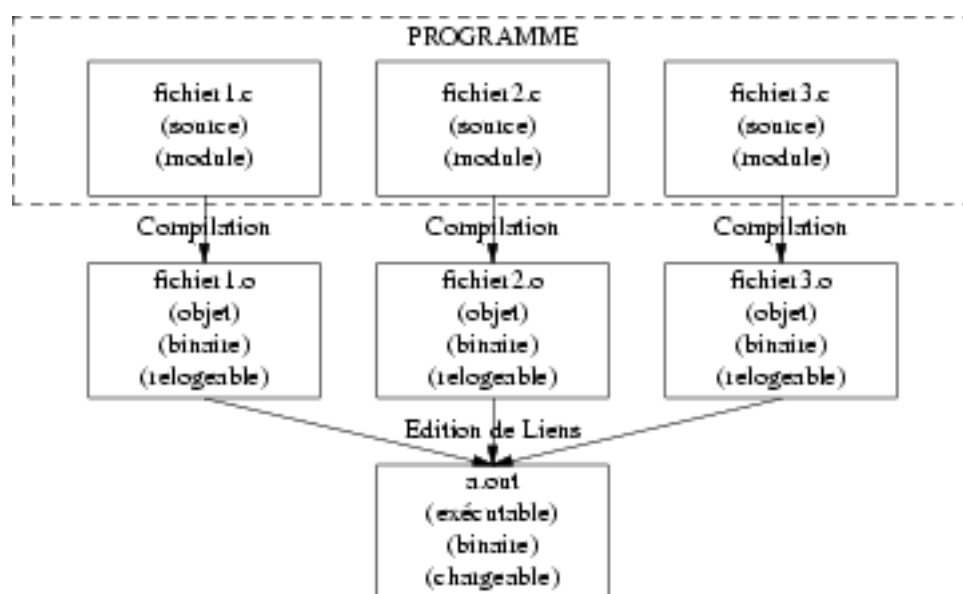 PROGRAMME
fichier1.c
(source)
(module)
fichier2.c
(source)
(module)
fichier3.c
(source)
(module)
Compilation
Compilation
Compilation
fichier1.o
(objet)
(binaire)
(relogeable)
fichier2.o
(objet)
(binaire)
(relogeable)
fichier3.o
(objet)
(binaire)
(relogeable)
Edition de Liens
a.out
(exécutable)
(binaire)
(chargeable)